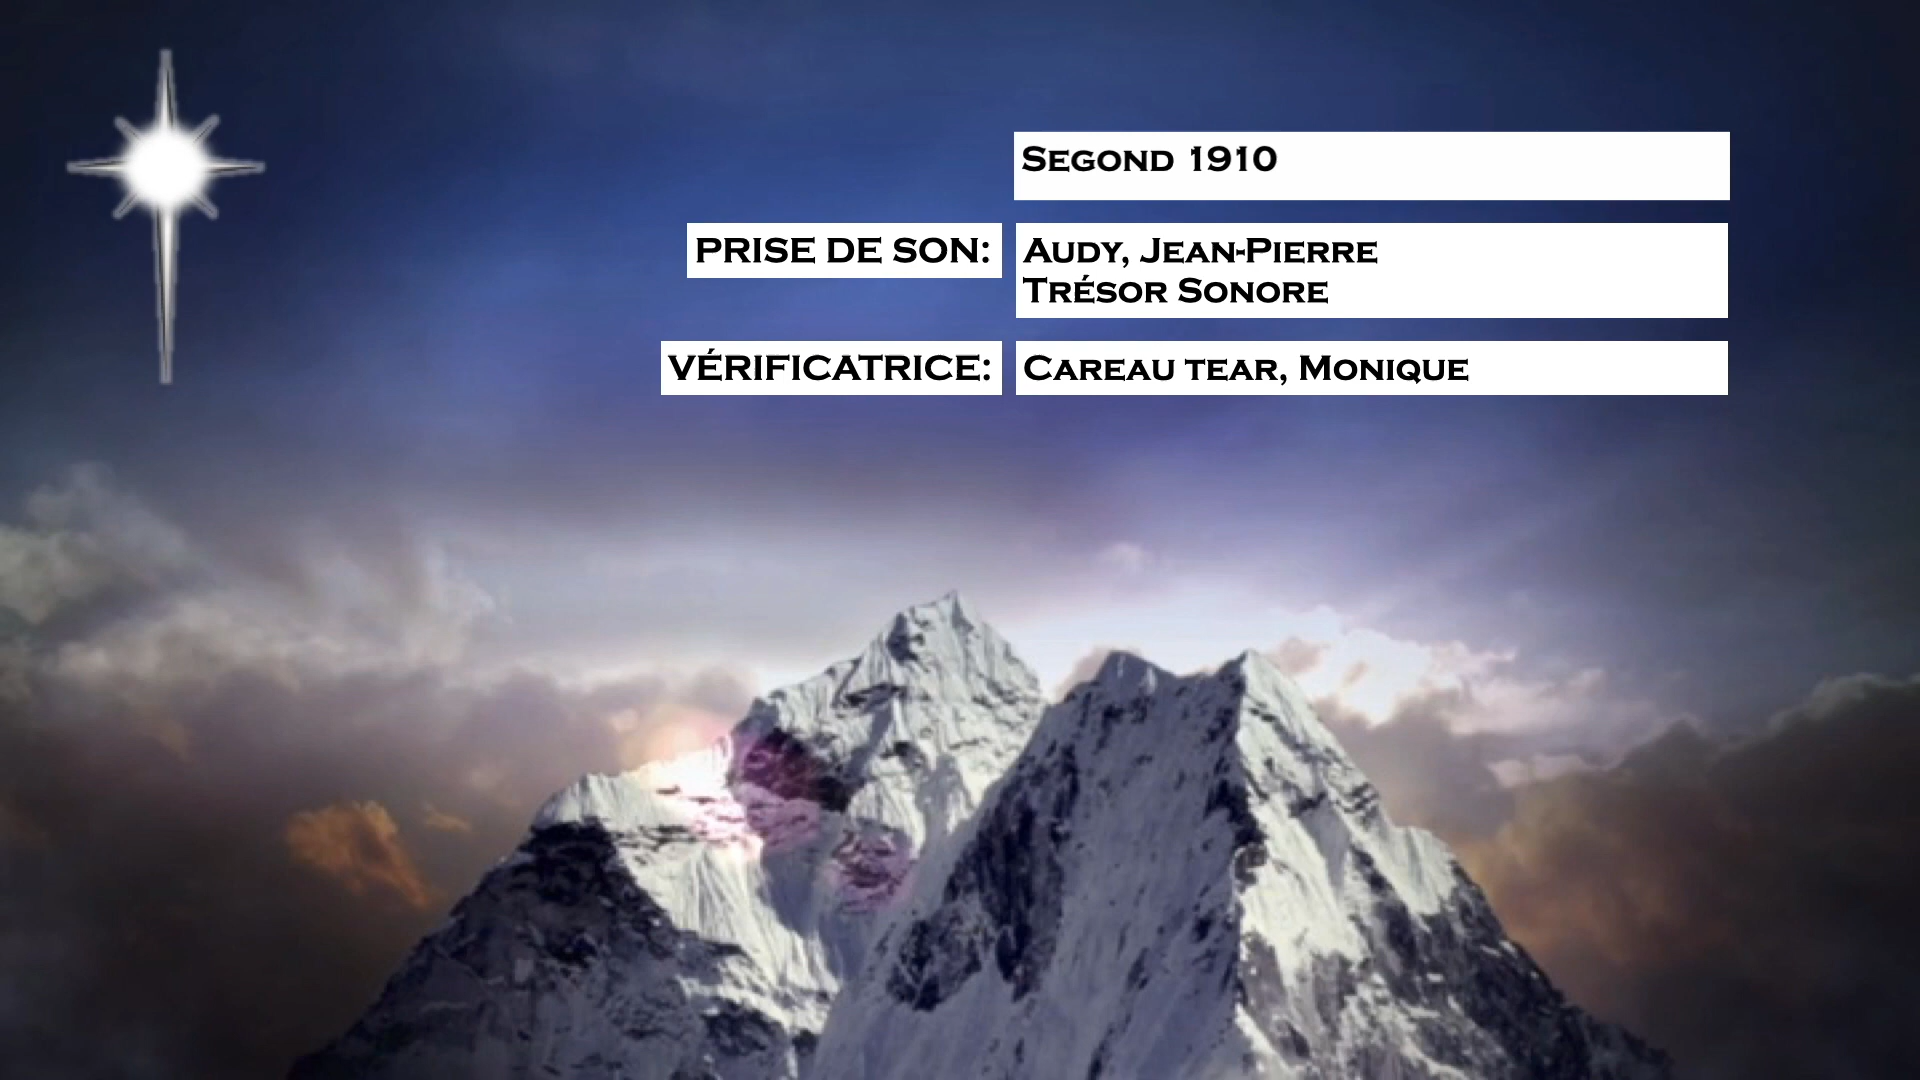 Segond 1910
PRISE DE SON: Audy, Jean-Pierre
Trésor Sonore
VÉRIFICATRICE: Careau tear, Monique